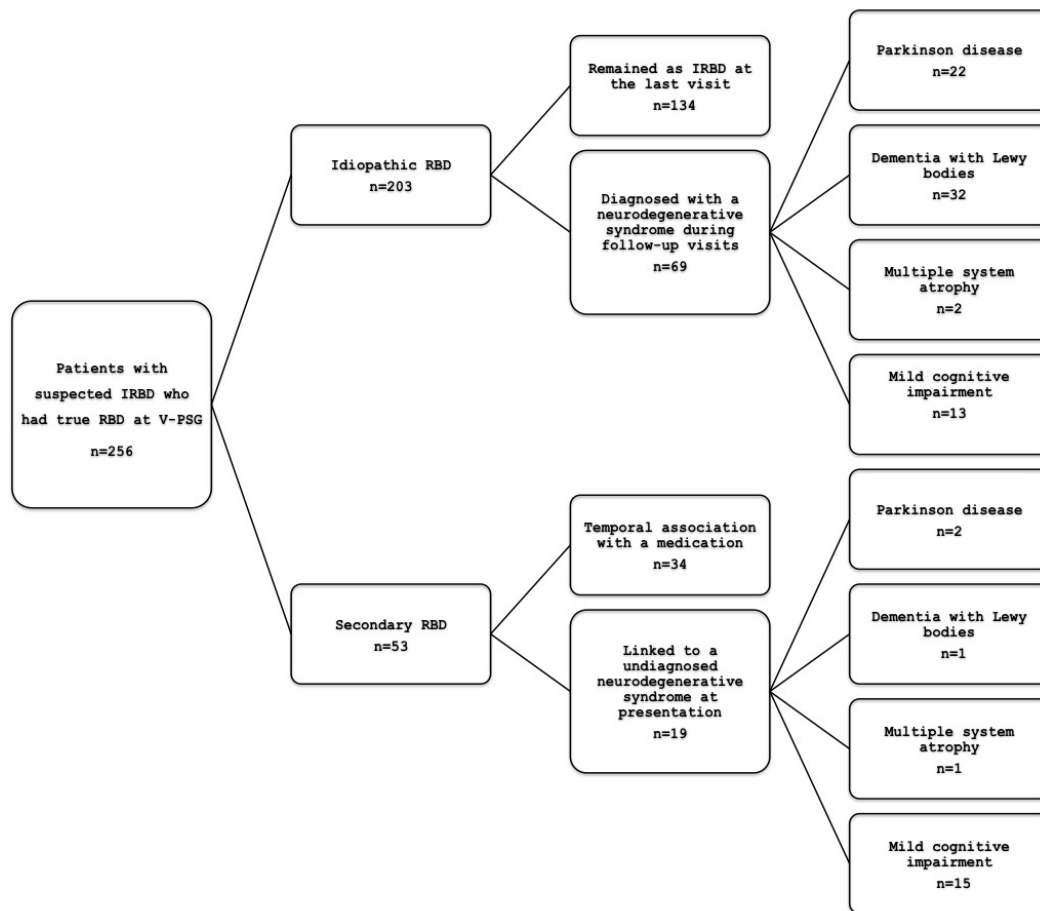 Patients with
suspected IRBD who
had true RBD at V-PSG
n=256
Idiopathic RBD
n=203
Remained as IRBD at
the last visit
n=134
Diagnosed with a
neurodegenerative
syndrome during
follow-up visits
n=69
Parkinson disease
n=22
Dementia with Lewy
bodies
n=32
Multiple system
atrophy
n=2
Mild cognitive
impairment
n=13
Secondary RBD
n=53
Temporal association
with a medication
n=34
Linked to a
undiagnosed
neurodegenerative
syndrome at
presentation
n=19
Parkinson disease
n=2
Dementia with Lewy
bodies
n=1
Multiple system
atrophy
n=1
Mild cognitive
impairment
n=15